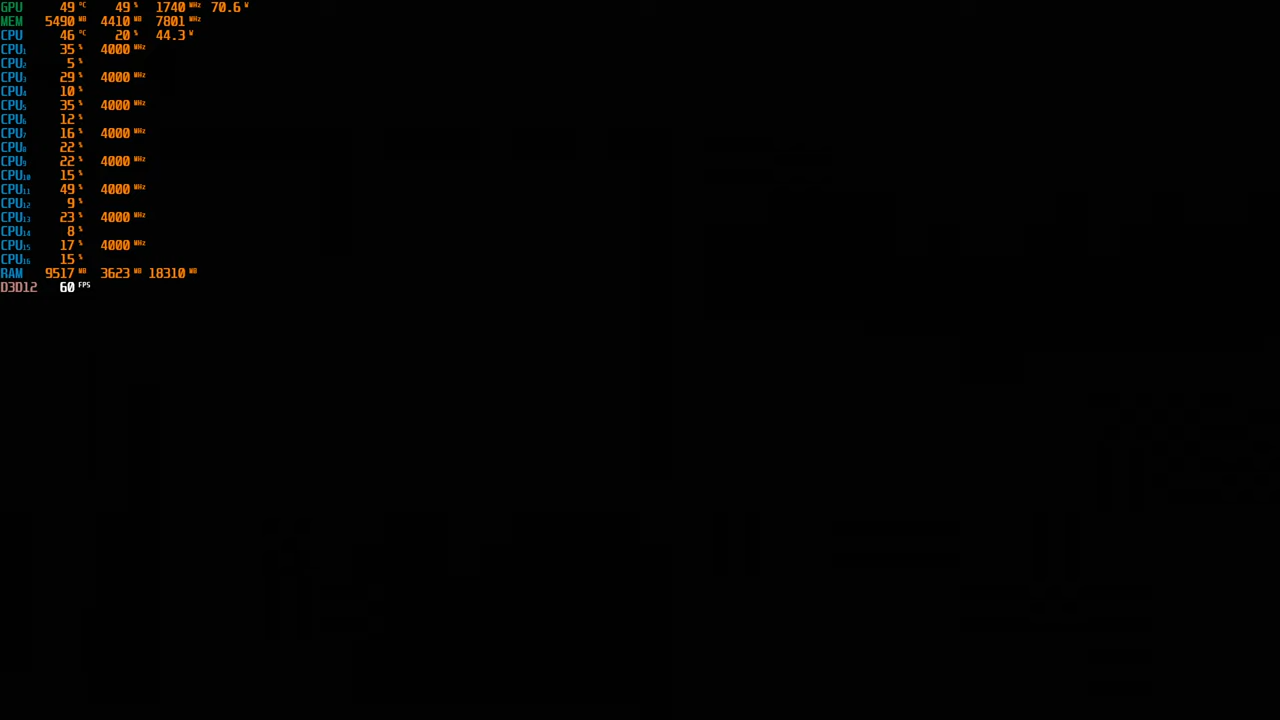 GPU 49 °C 49 % 1740 MHz 70.6 W
MEM 5490 MB 4410 MB 7801 MHz
CPU 46 °C 20 % 44.3 W
CPU1 35 % 4000 MHz
CPU2 5 %
CPU3 29 % 4000 MHz
CPU4 10 %
CPU5 35 % 4000 MHz
CPU6 12 %
CPU7 16 % 4000 MHz
CPU8 22 %
CPU9 22 % 4000 MHz
CPU10 15 %
CPU11 49 % 4000 MHz
CPU12 9 %
CPU13 23 % 4000 MHz
CPU14 8 %
CPU15 17 % 4000 MHz
CPU16 15 %
RAM 9517 MB 3623 MB 18310 MB
D3D12 60 FPS